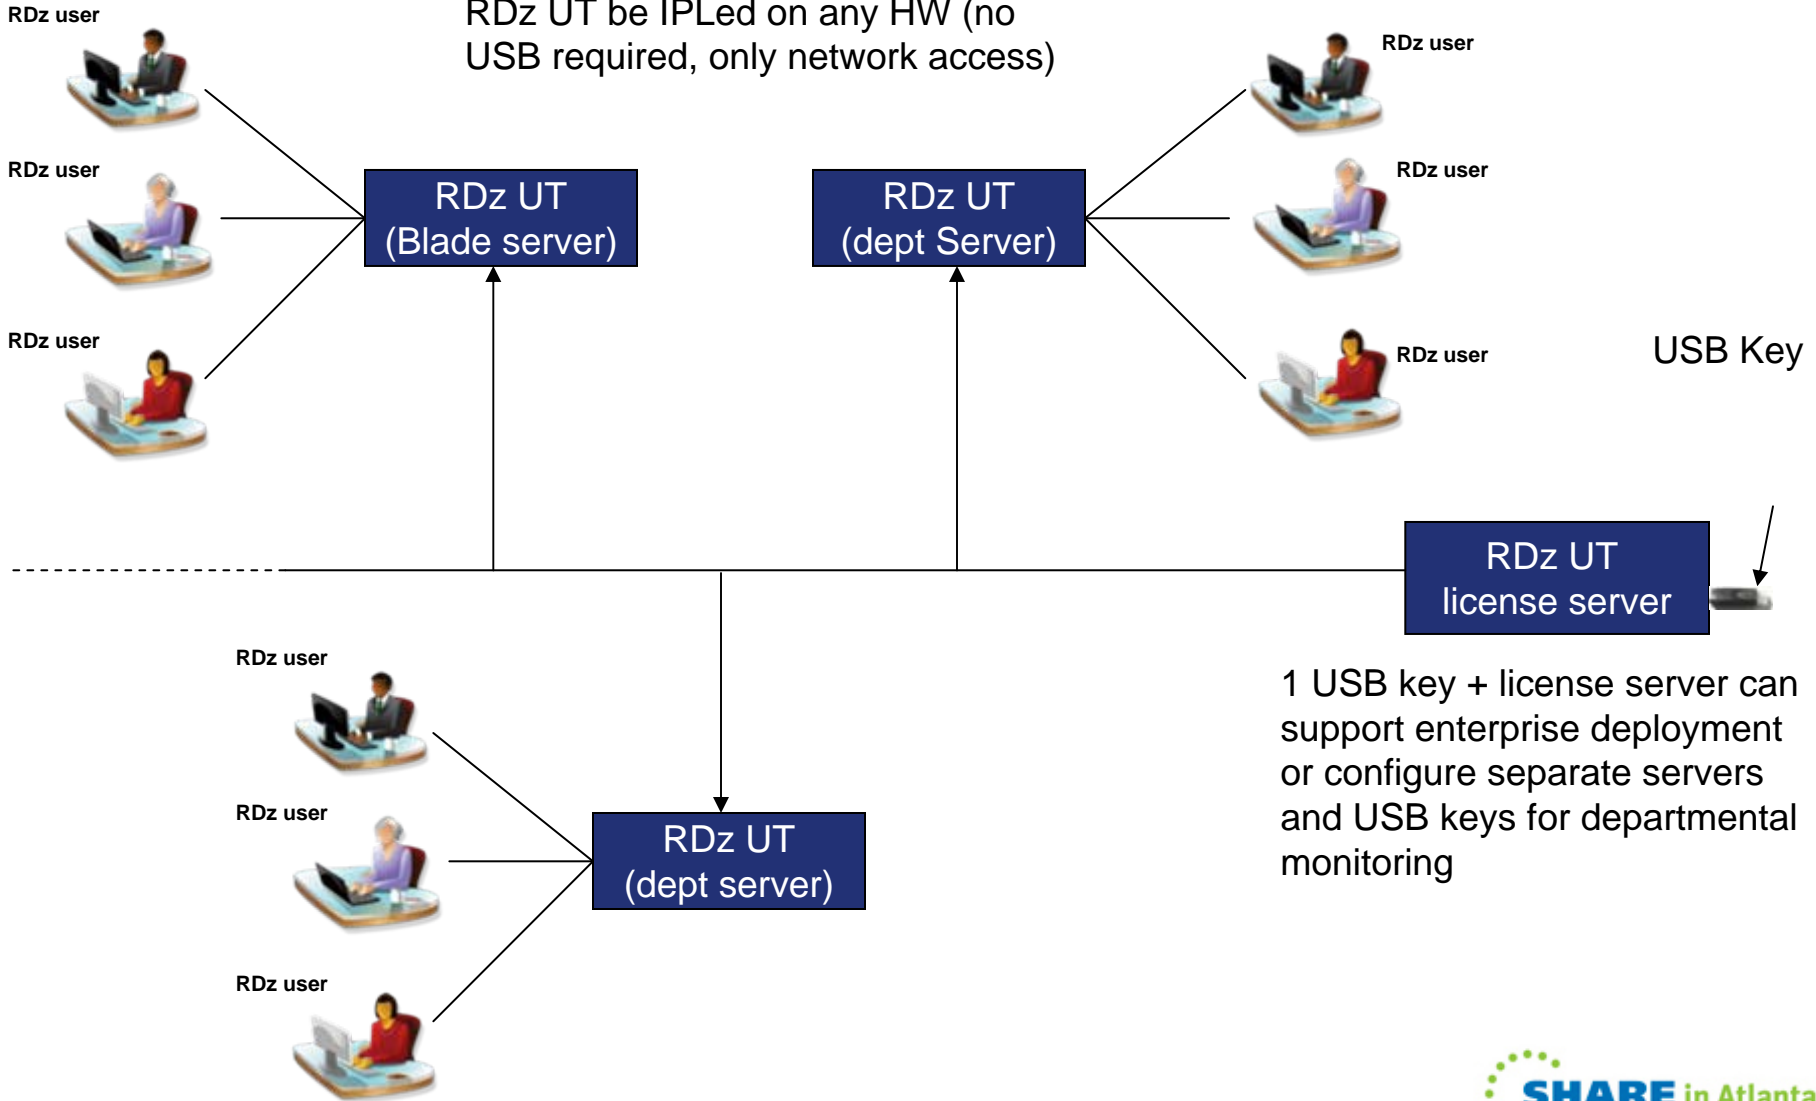 RDz user
RDz UT be IPLed on any HW (no
USB required, only network access)
RDz user
RDz user
RDz UT
(Blade server)
RDz UT
(dept Server)
RDz user
RDz user
RDz user
USB Key
RDz UT
license server
RDz user
1 USB key + license server can
support enterprise deployment
or configure separate servers
and USB keys for departmental
monitoring
RDz user
RDz UT
(dept server)
RDz user
SHARE in Atlanta